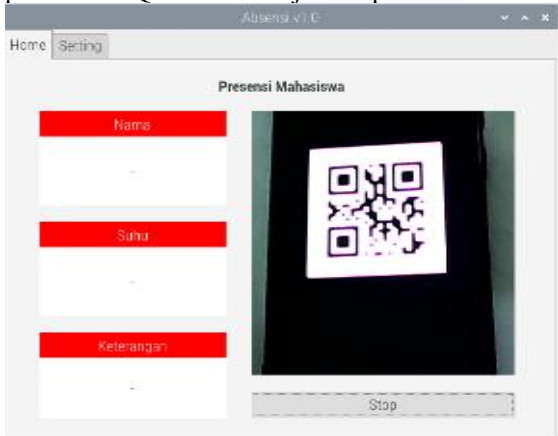 Absensi v1.0
Home Setting
Presensi Mahasiswa
Nama
-
Suhu
-
Keterangan
-
Stop